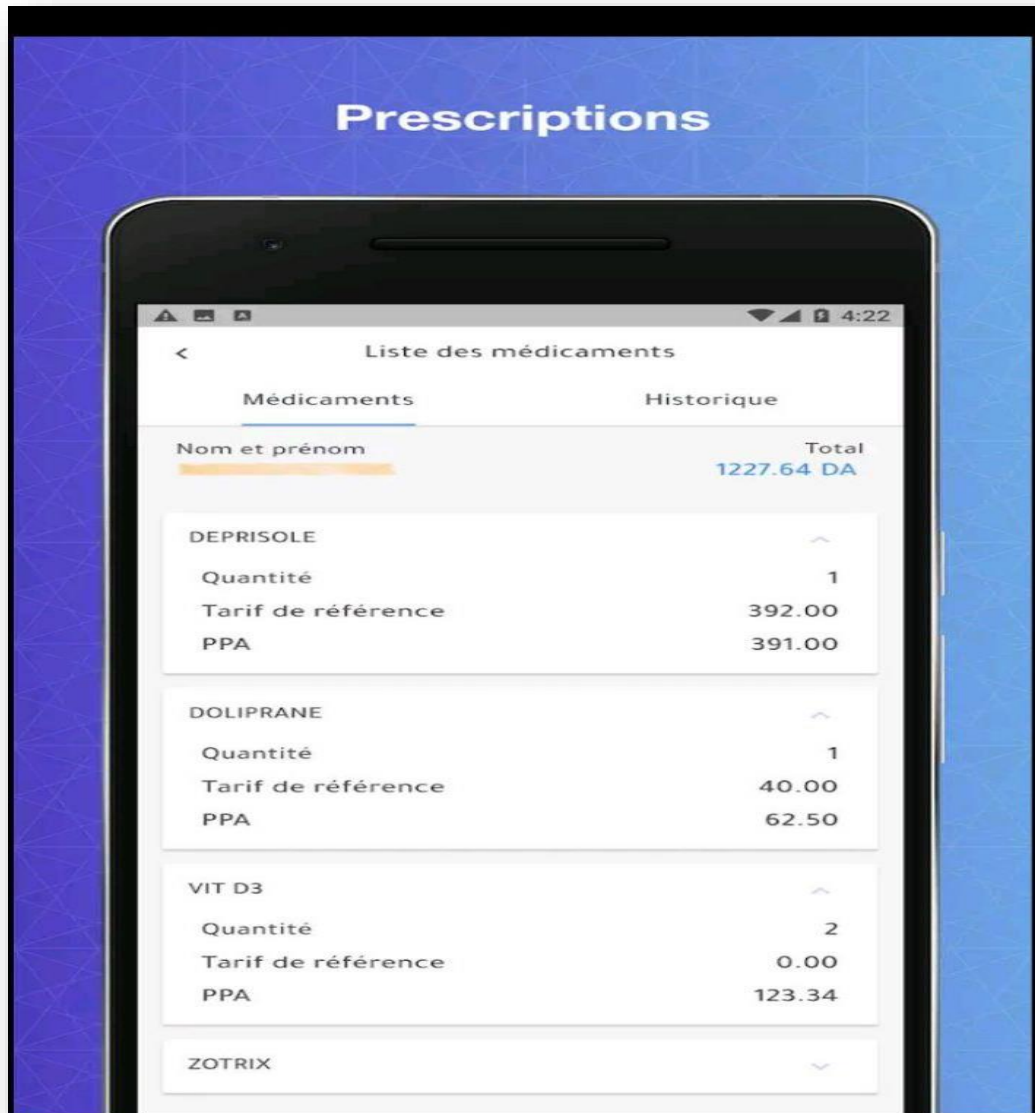 Prescriptions
4:22
< Liste des médicaments
Médicaments Historique
Nom et prénom Total
1227.64 DA
DEPRISOLE
Quantité 1
Tarif de référence 392.00
PPA 391.00
DOLIPRANE
Quantité 1
Tarif de référence 40.00
PPA 62.50
VIT D3
Quantité 2
Tarif de référence 0.00
PPA 123.34
ZOTRIX